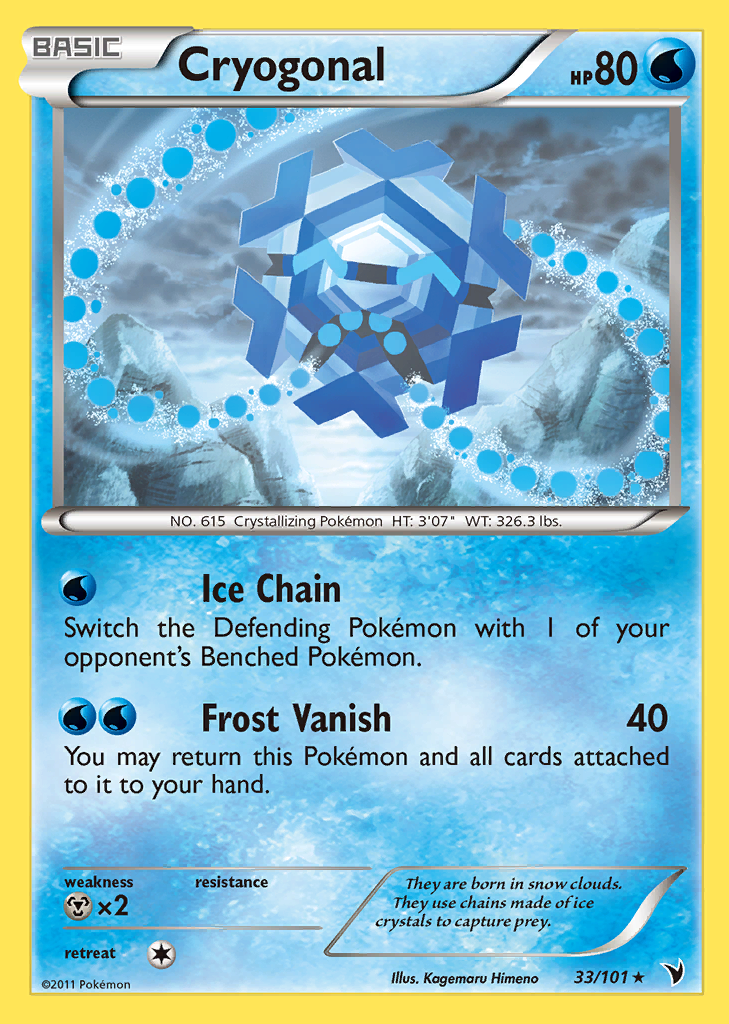 BASIC
Cryogonal
HP80
NO. 615 Crystallizing Pokémon HT: 3'07" WT: 326.3 lbs.
Ice Chain
Switch the Defending Pokémon with 1 of your
opponent's Benched Pokémon.
Frost Vanish 40
You may return this Pokémon and all cards attached
to it to your hand.
weakness resistance
×2
retreat
They are born in snow clouds.
They use chains made of ice
crystals to capture prey.
©2011 Pokémon
Illus. Kagemaru Himeno
33/101 ★